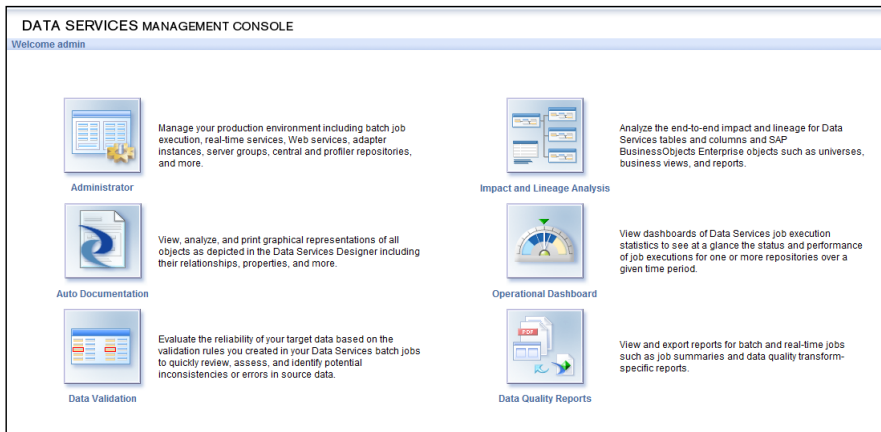 DATA SERVICES MANAGEMENT CONSOLE
Welcome admin
Manage your production environment including batch job
execution, real-time services, Web services, adapter
instances, server groups, central and profiler repositories,
and more.
Administrator
Analyze the end-to-end impact and lineage for Data
Services tables and columns and SAP
BusinessObjects Enterprise objects such as universes,
business views, and reports.
Impact and Lineage Analysis
View, analyze, and print graphical representations of all
objects as depicted in the Data Services Designer including
their relationships, properties, and more.
Auto Documentation
View dashboards of Data Services job execution
statistics to see at a glance the status and performance
of job executions for one or more repositories over a
given time period.
Operational Dashboard
Evaluate the reliability of your target data based on the
validation rules you created in your Data Services batch jobs
to quickly review, assess, and identify potential
inconsistencies or errors in source data.
Data Validation
PDF
View and export reports for batch and real-time jobs
such as job summaries and data quality transform-
specific reports.
Data Quality Reports